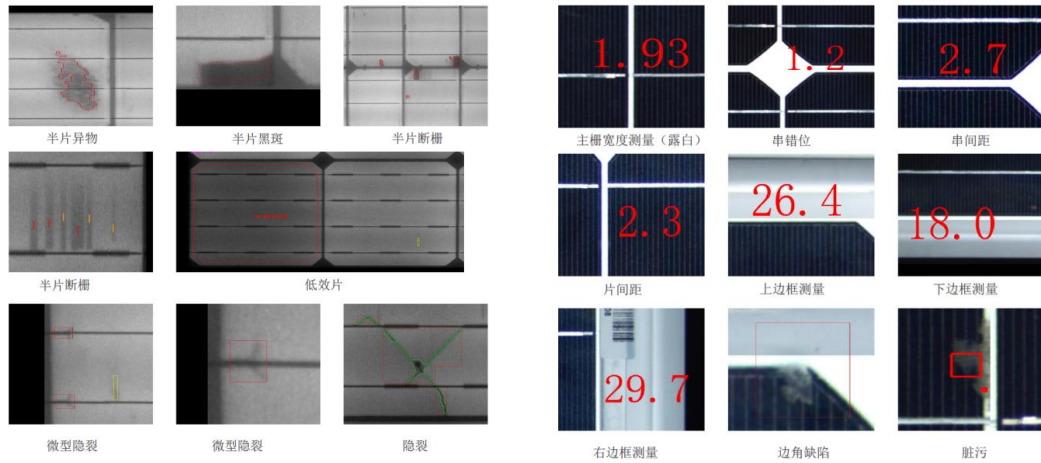 半片异物
半片黑斑
半片断栅
半片断栅
低效片
微型隐裂
微型隐裂
隐裂
1.93
主栅宽度测量（露白）
1.2
串错位
2.7
串间距
2.3
片间距
26.4
上边框测量
18.0
下边框测量
29.7
右边框测量
边角缺陷
脏污